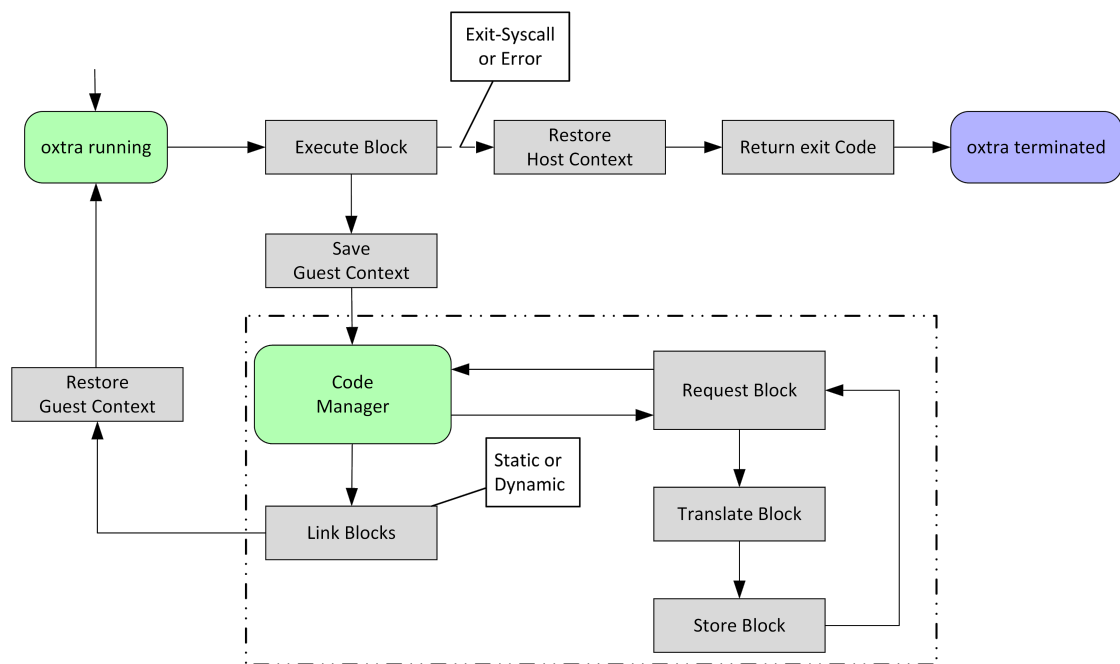 Exit-Syscall
or Error
oxtra running
Execute Block
Restore
Host Context
Return exit Code
oxtra terminated
Save
Guest Context
Restore
Guest Context
Code
Manager
Request Block
Static or
Dynamic
Link Blocks
Translate Block
Store Block